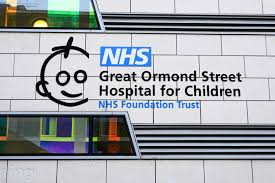 NHS
Great Ormond Street
Hospital for Children
NHS Foundation Trust